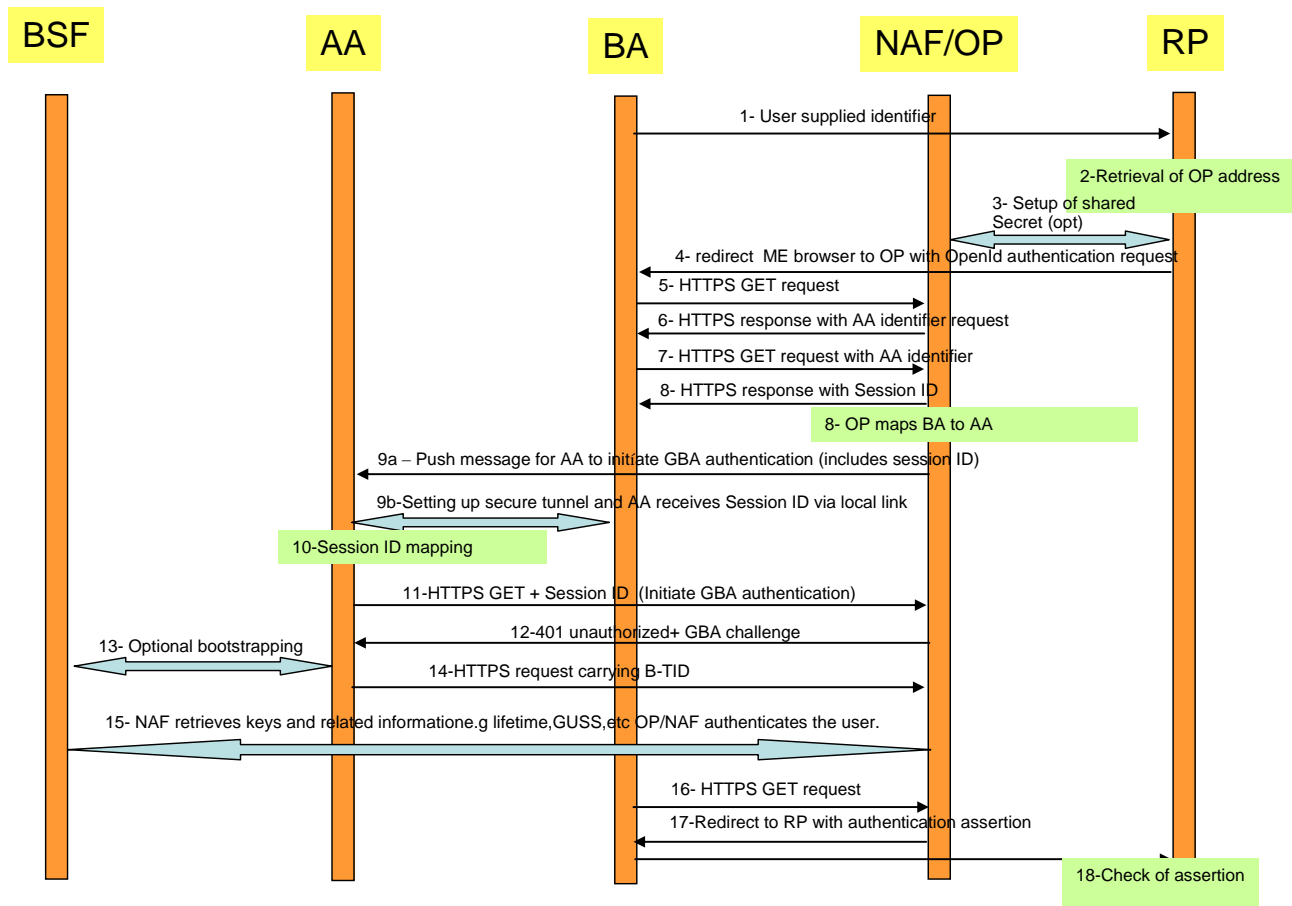 BSF
AA
BA
NAF/OP
RP
1- User supplied identifier
2-Retrieval of OP address
3- Setup of shared
Secret (opt)
4- redirect ME browser to OP with OpenId authentication request
5- HTTPS GET request
6- HTTPS response with AA identifier request
7- HTTPS GET request with AA identifier
8- HTTPS response with Session ID
8- OP maps BA to AA
9a – Push message for AA to initíate GBA authentication (includes session ID)
9b-Setting up secure tunnel and AA receives Session ID via local link
10-Session ID mapping
11-HTTPS GET + Session ID (Initiate GBA authentication)
12-401 unauthorized+ GBA challenge
13- Optional bootstrapping
14-HTTPS request carrying B-TID
15- NAF retrieves keys and related informatione.g lifetime,GUSS,etc OP/NAF authenticates the user.
16- HTTPS GET request
17-Redirect to RP with authentication assertion
18-Check of assertion